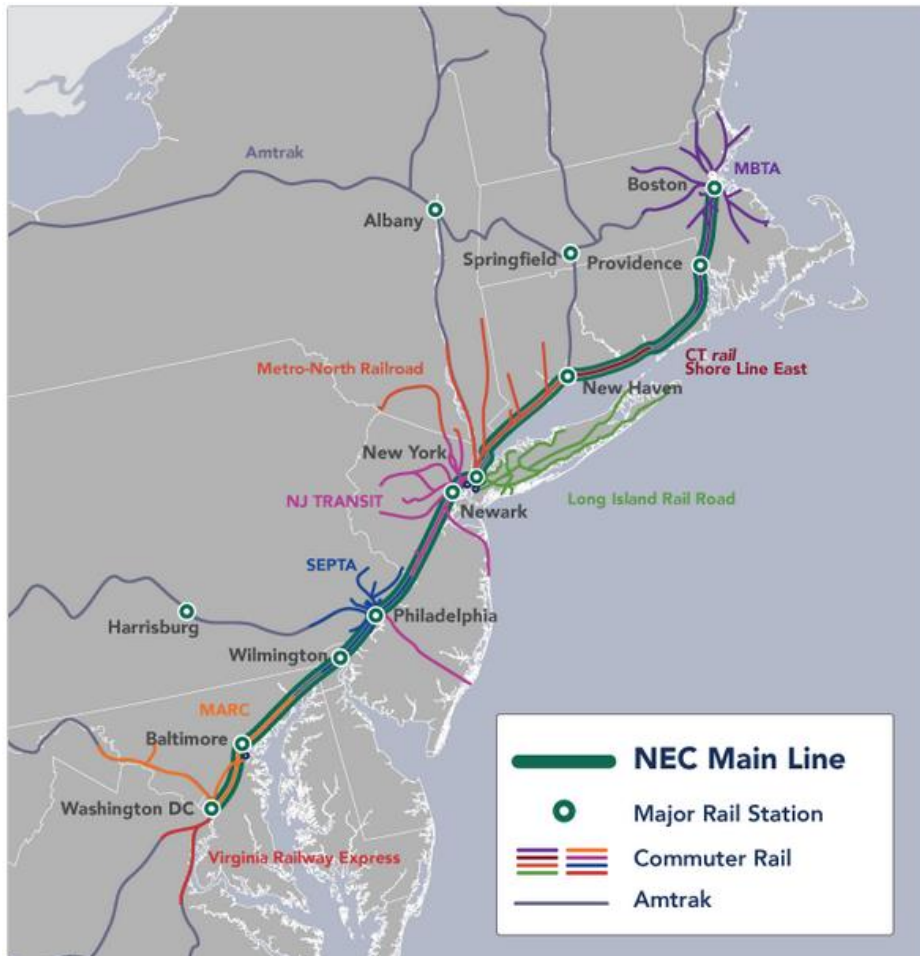 Amtrak
Albany
Boston
MBTA
Springfield
Providence
CT rail
Shore Line East
Metro-North Railroad
New Haven
New York
NJ TRANSIT
Newark
Long Island Rail Road
SEPTA
Philadelphia
Harrisburg
Wilmington
MARC
Baltimore
Washington DC
Virginia Railway Express
NEC Main Line
Major Rail Station
Commuter Rail
Amtrak